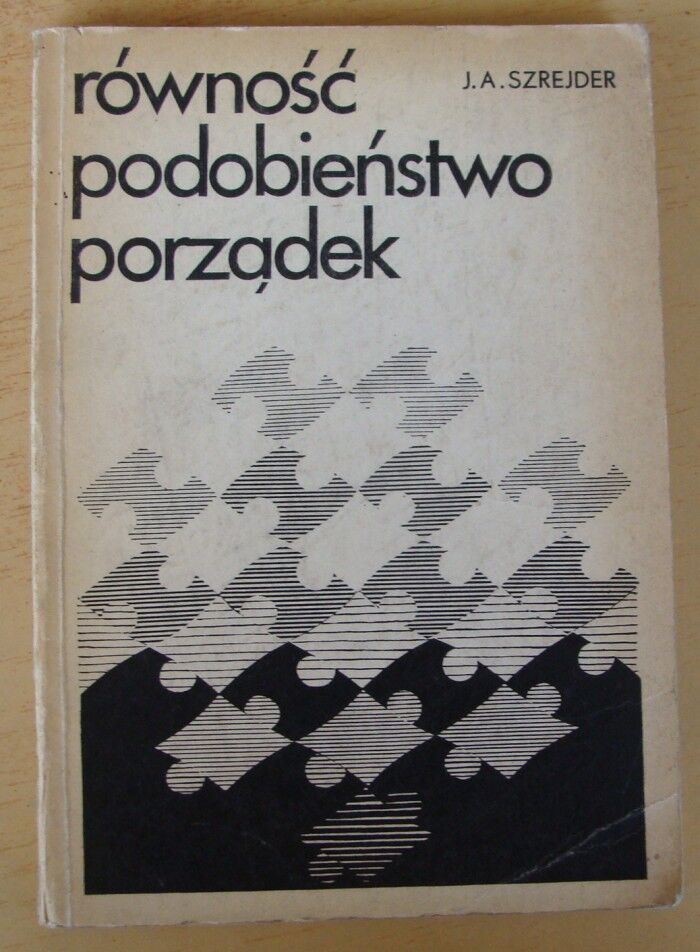 równość
J.A. SZREJDER
podobieństwo
porządek